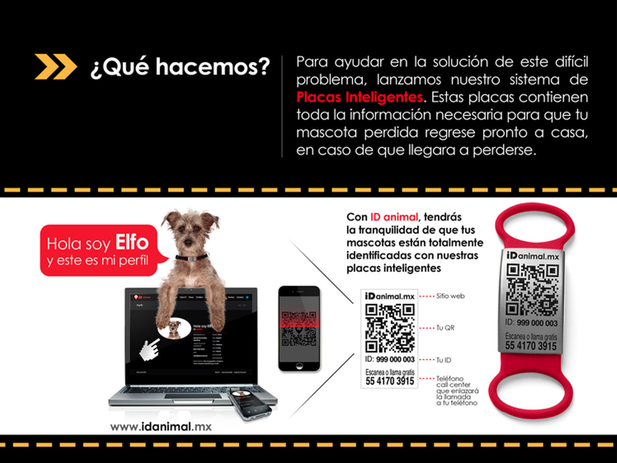 ¿Qué hacemos?
Para ayudar en la solución de este difícil
problema, lanzamos nuestro sistema de
Placas Inteligentes. Estas placas contienen
toda la información necesaria para que tu
mascota perdida regrese pronto a casa,
en caso de que llegara a perderse.
Hola soy Elfo
y este es mi perfil
www.idanimal.mx
Con ID animal, tendrás
la tranquilidad de que tus
mascotas están totalmente
identificadas con nuestras
placas inteligentes
iDanimal.mx
ID: 999 000 003
Escanea o llama gratis
55 4170 3915
Sitio web
Tu QR
Tu ID
Teléfono
call center
que enlazará
la llamada
a tu teléfono
iDanimal.mx
ID: 999 000 003
Escanea o llama gratis
55 4170 3915